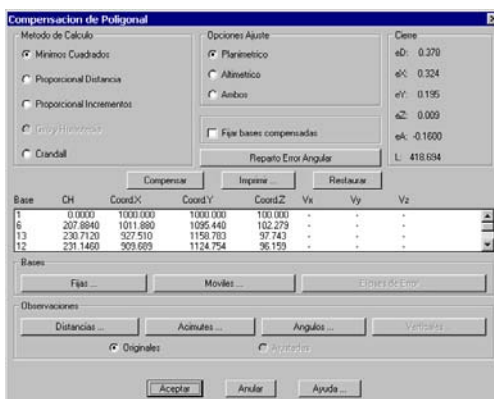 Compensacion de Poligonal
Metodo de Calculo
Minimos Cuadrados
Proporcional Distancia
Proporcional Incrementos
Crandall
Opciones Ajuste
Planimetrico
Altimetrico
Ambos
Fijar bases compensadas
Reparto Error Angular
Cierre
eD: 0.378
eX: 0.324
eY: 0.195
eZ: 0.009
eA: -0.1600
L: 418.694
Compensar Imprimir ... Restaurar
Base CH Coord.X Coord.Y Coord.Z Vx Vy Vz
1 0.0000 1000.000 1000.000 100.000 - - -
6 207.8840 1011.880 1095.440 102.279 - - -
13 230.7120 927.510 1158.783 97.743 - - -
12 231.1460 909.689 1124.754 96.159 - - -
Bases
Fijas ... Moviles ... Elipses de Error
Observaciones
Distancias ... Acimutes ... Angulos ... Verticales ...
Originales Ajustadas
Aceptar Anular Ayuda ...